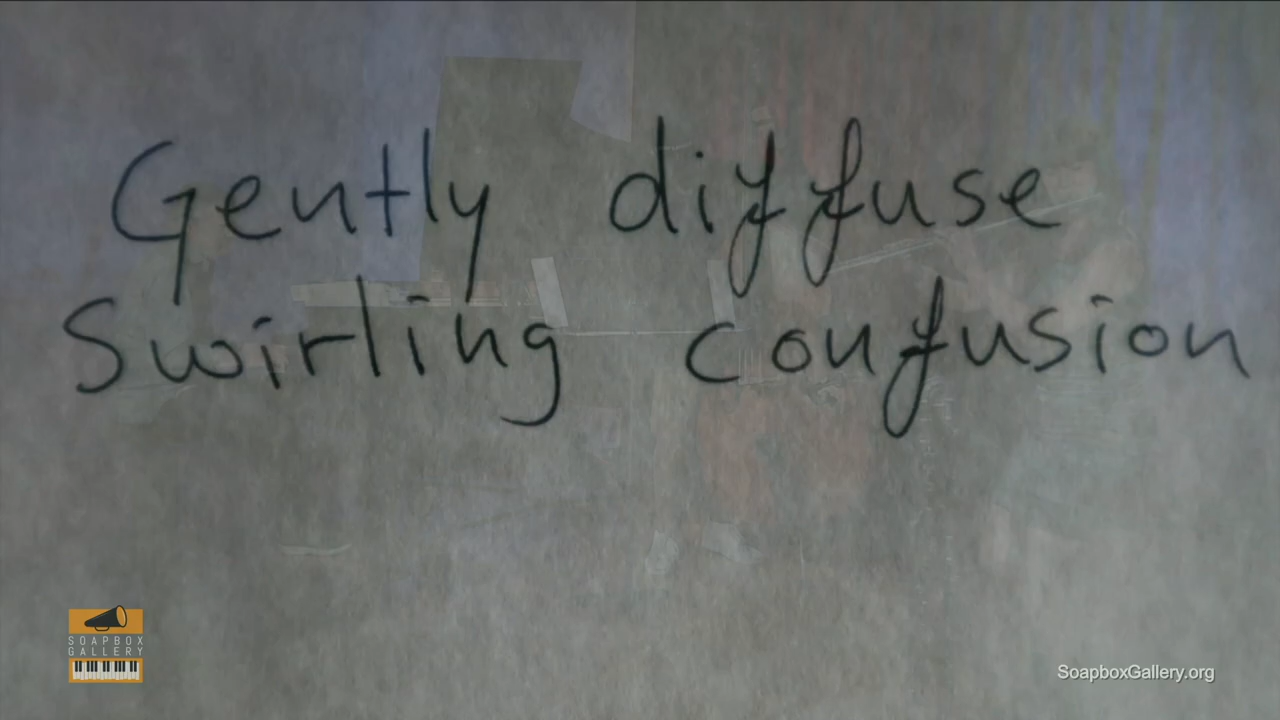 Gently diffuse
Swirling confusion
SOAPBOX
GALLERY
SoapboxGallery.org